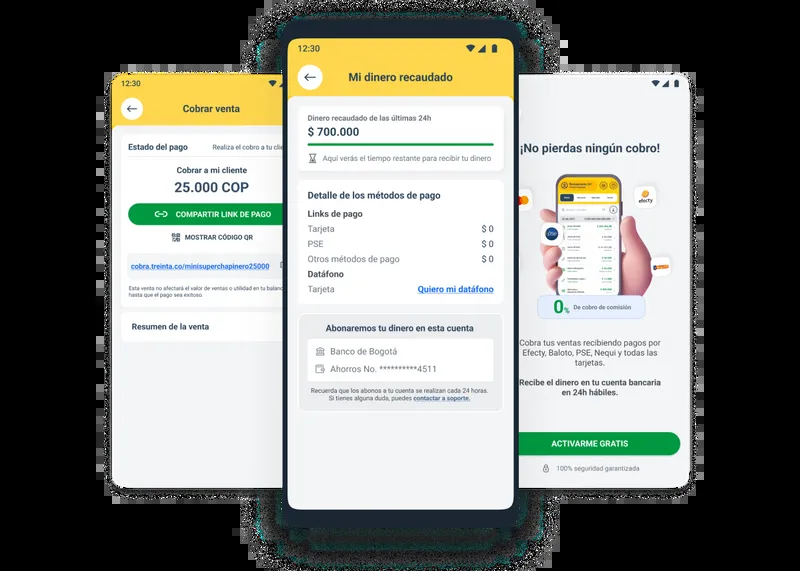 12:30
Cobrar venta
Estado del pago
Realiza el cobro a tu clie
Cobrar a mi cliente
25.000 COP
COMPARTIR LINK DE PAGO
MOSTRAR CÓDIGO QR
cobra.treinta.co/minisuperchapinero25000
Esta venta no afectará el valor de ventas o utilidad en tu balanc
hasta que el pago sea exitoso.
Resumen de la venta
12:30
Mi dinero recaudado
Dinero recaudado de las últimas 24h
$ 700.000
Aquí verás el tiempo restante para recibir tu dinero
Detalle de los métodos de pago
Links de pago
Tarjeta $ 0
PSE $ 0
Otros métodos de pago $ 0
Datáfono
Tarjeta Quiero mi datáfono
Abonaremos tu dinero en esta cuenta
Banco de Bogotá
Ahorros No. **********4511
Recuerda que los abonos a tu cuenta se realizan cada 24 horas.
Si tienes alguna duda, puedes contactar a soporte.
¡No pierdas ningún cobro!
efecty
pse
0% De cobro de comisión
Cobra tus ventas recibiendo pagos por
Efecty, Baloto, PSE, Nequi y todas las
tarjetas.
Recibe el dinero en tu cuenta bancaria
en 24h hábiles.
ACTIVARME GRATIS
100% seguridad garantizada